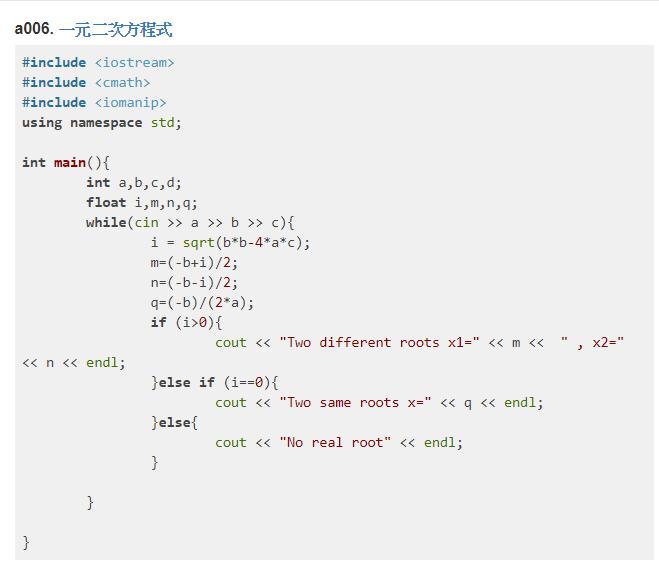 a006. 一元二次方程式
#include <iostream>
#include <cmath>
#include <iomanip>
using namespace std;
int main(){
int a,b,c,d;
float i,m,n,q;
while(cin >> a >> b >> c){
i = sqrt(b*b-4*a*c);
m=(-b+i)/2;
n=(-b-i)/2;
q=(-b)/(2*a);
if (i>0){
cout << "Two different roots x1=" << m <<  " , x2="
<< n << endl;
}else if (i==0){
cout << "Two same roots x=" << q << endl;
}else{
cout << "No real root" << endl;
}
}
}